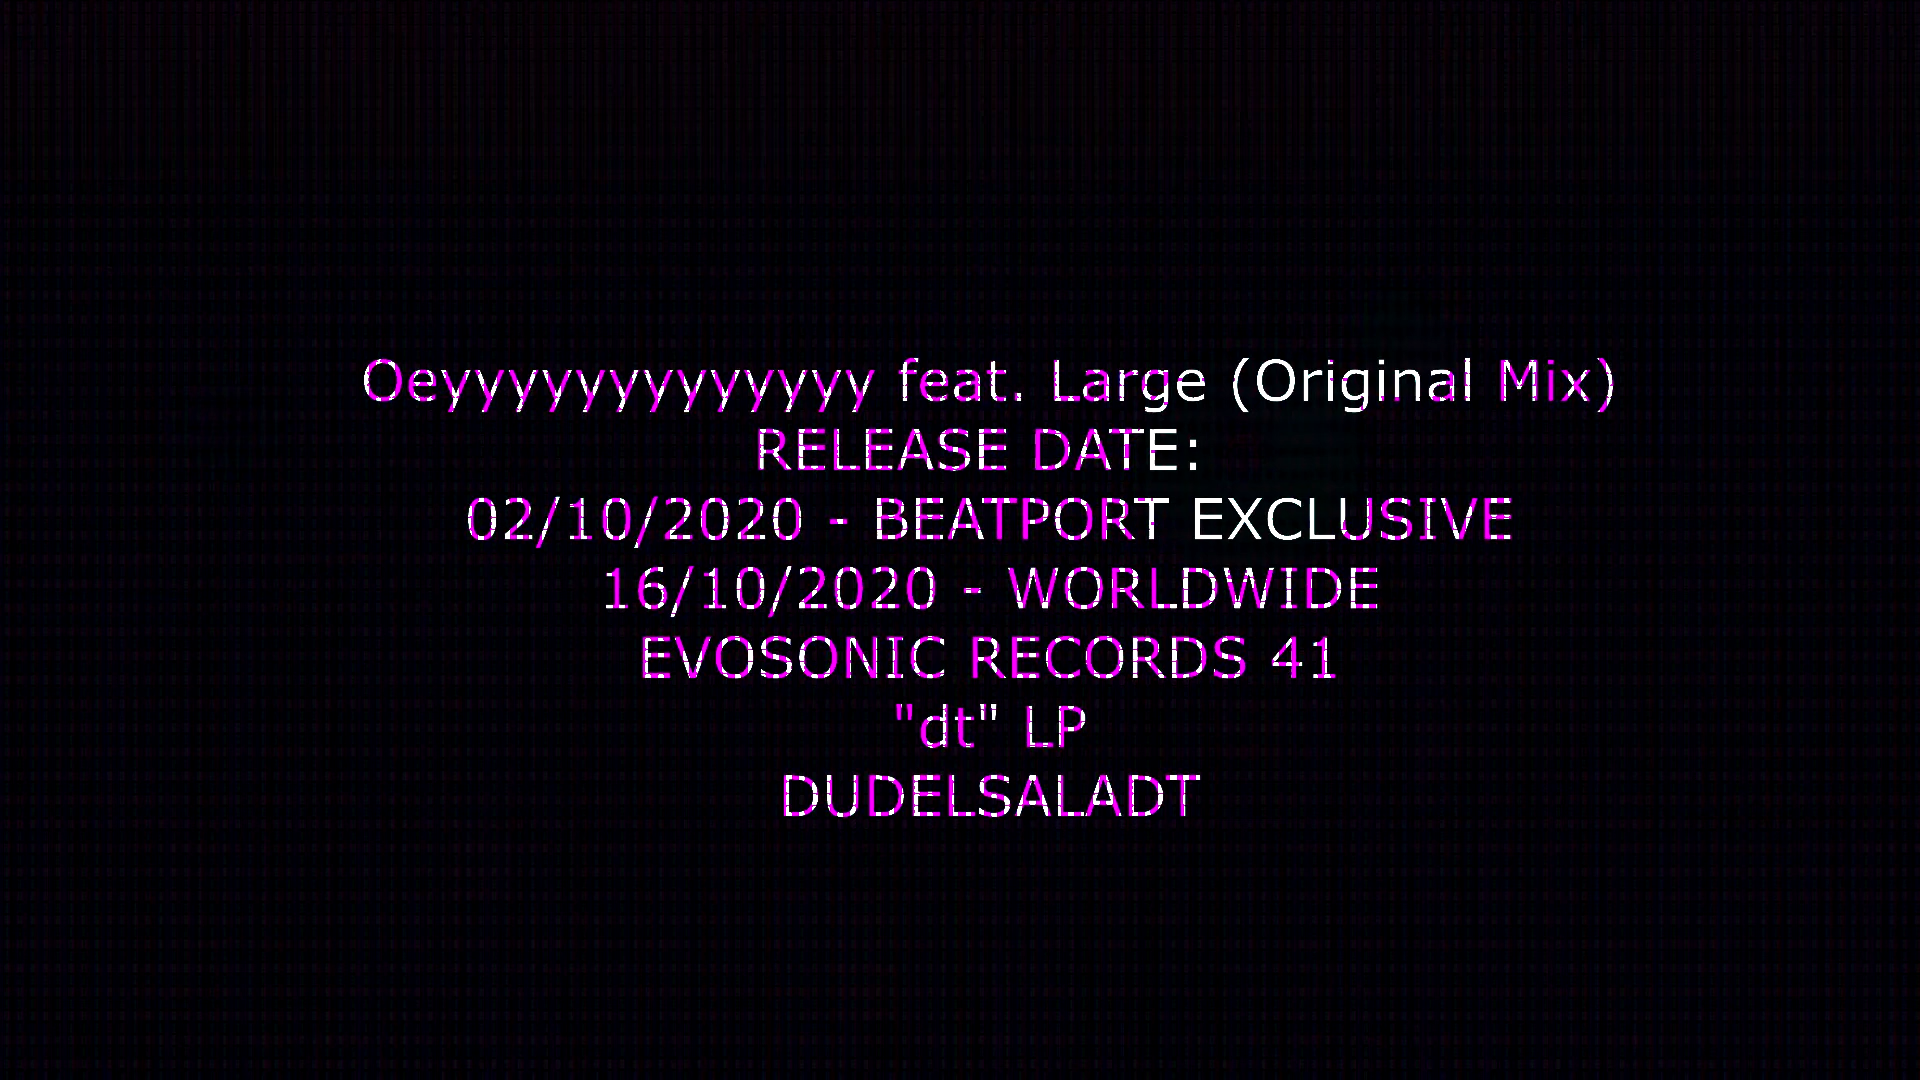 Oeyyyyyyyyyyyyy feat. Large (Original Mix)
RELEASE DATE:
02/10/2020 - BEATPORT EXCLUSIVE
16/10/2020 - WORLDWIDE
EVOSONIC RECORDS 41
"dt" LP
DUDELSALADT